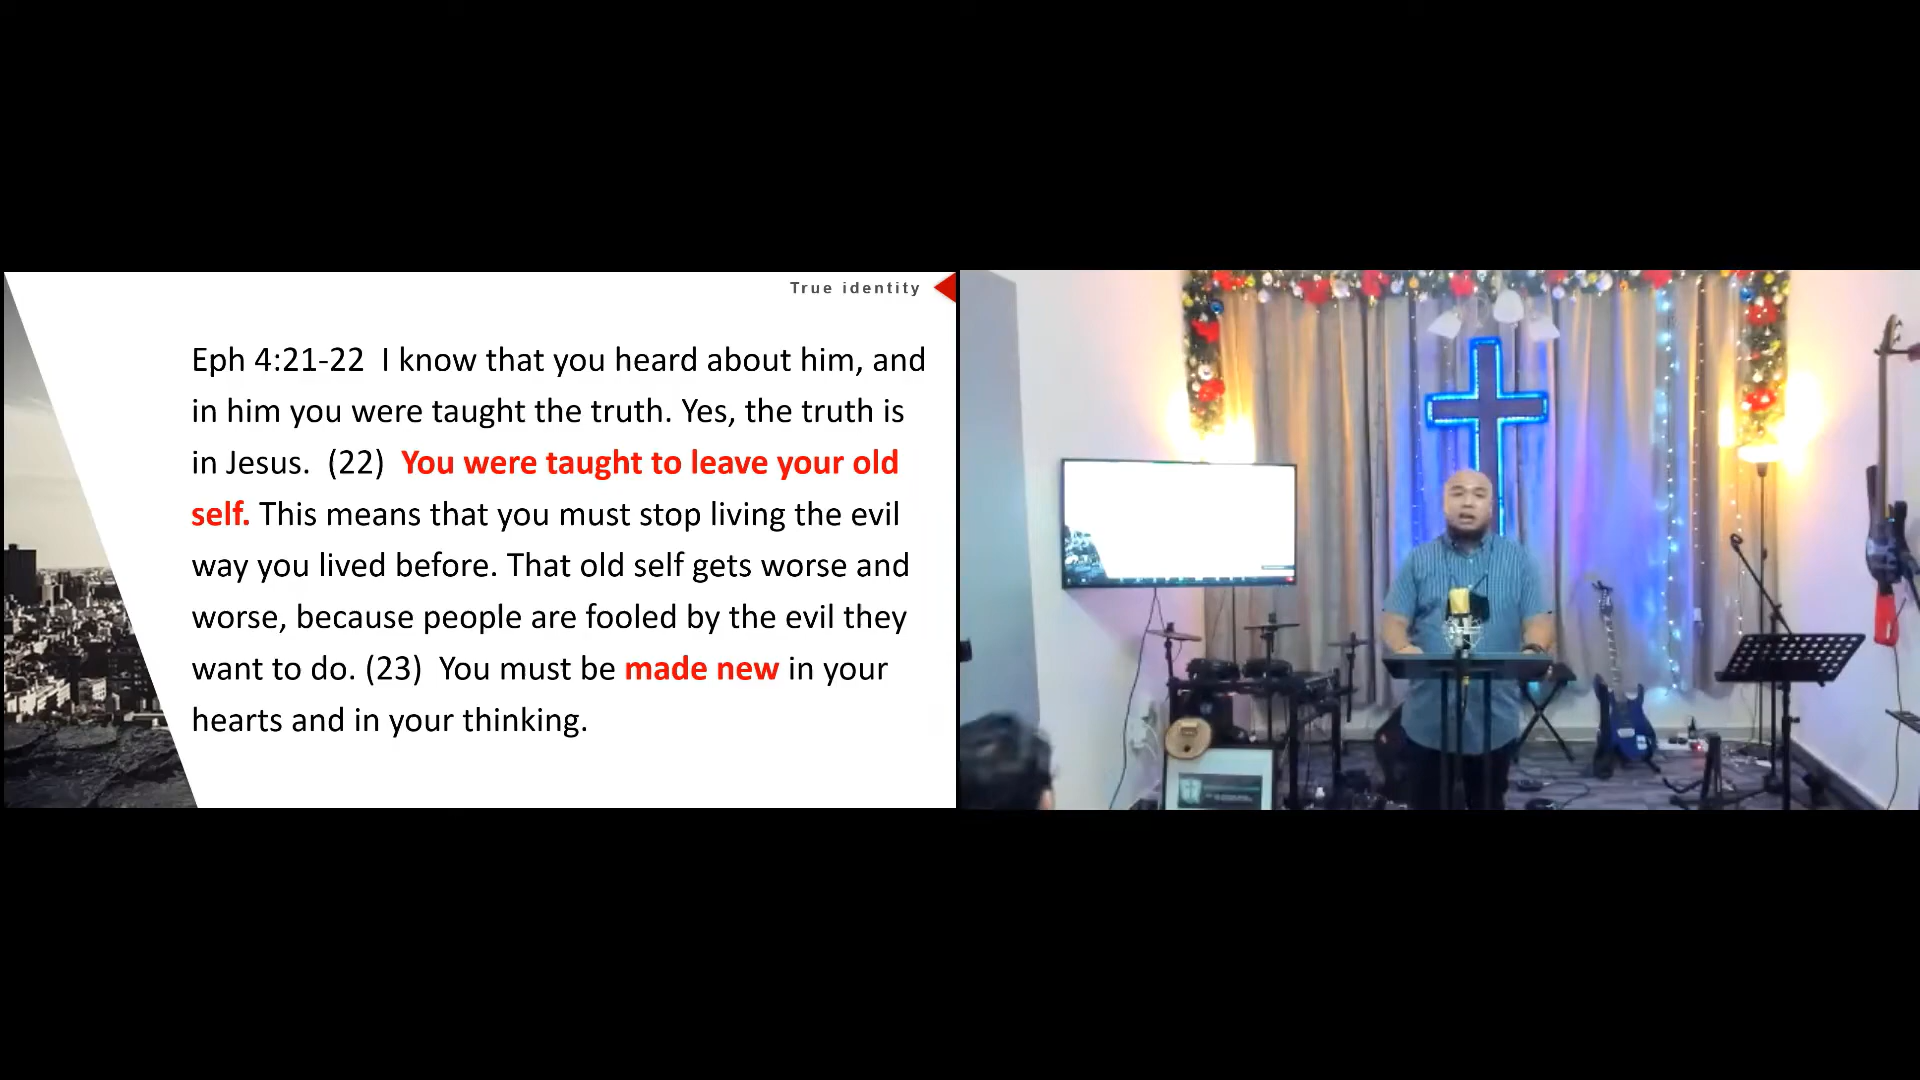 True identity
Eph 4:21-22  I know that you heard about him, and
in him you were taught the truth. Yes, the truth is
in Jesus.  (22)  You were taught to leave your old
self. This means that you must stop living the evil
way you lived before. That old self gets worse and
worse, because people are fooled by the evil they
want to do. (23)  You must be made new in your
hearts and in your thinking.